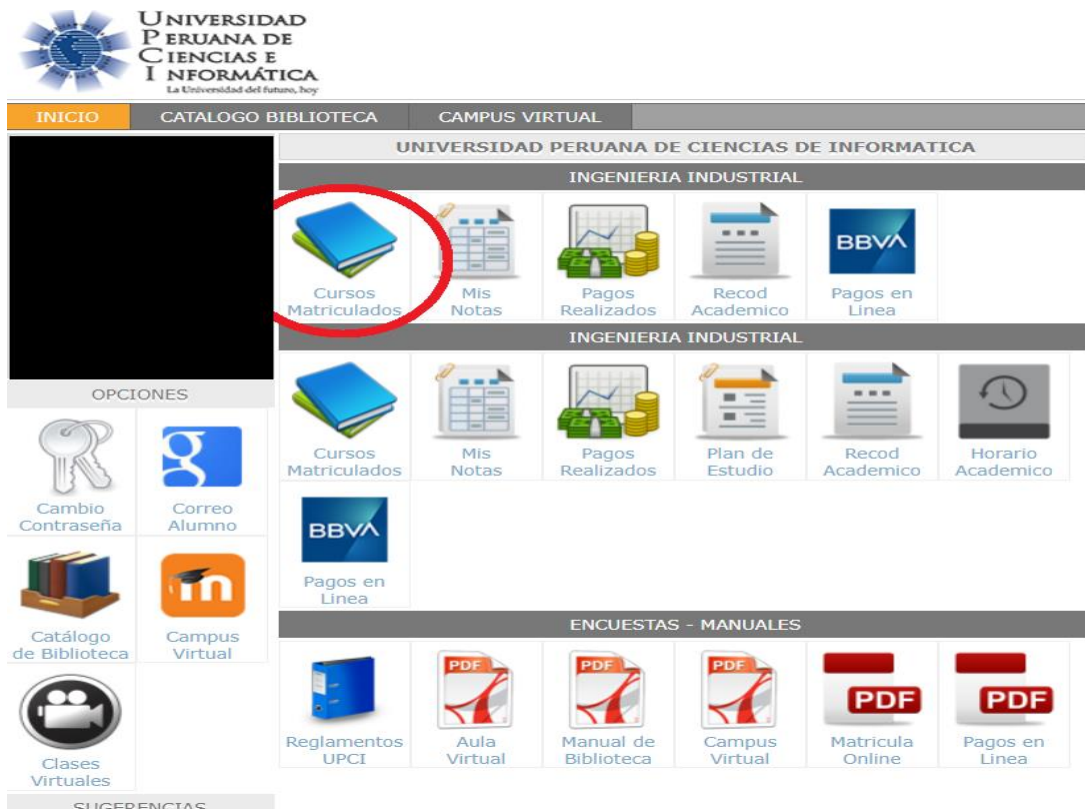 UNIVERSIDAD
PERUANA DE
CIENCIAS E
INFORMÁTICA
La Universidad del futuro, hoy
INICIO CATALOGO BIBLIOTECA CAMPUS VIRTUAL
UNIVERSIDAD PERUANA DE CIENCIAS DE INFORMATICA
INGENIERIA INDUSTRIAL
BBVA
Cursos Mis Pagos Recod Pagos en
Matriculados Notas Realizados Academico Linea
INGENIERIA INDUSTRIAL
Cursos Mis Pagos Plan de Recod Horario
Matriculados Notas Realizados Estudio Academico Academico
BBVA
Pagos en
Linea
OPCIONES
g
Cambio Correo
Contraseña Alumno
m
Catálogo Campus
de Biblioteca Virtual
Clases
Virtuales
SUGERENCIAS
ENCUESTAS - MANUALES
PDF PDF PDF PDF PDF
Reglamentos Aula Manual de Campus Matricula Pagos en
UPCI Virtual Biblioteca Virtual Online Linea